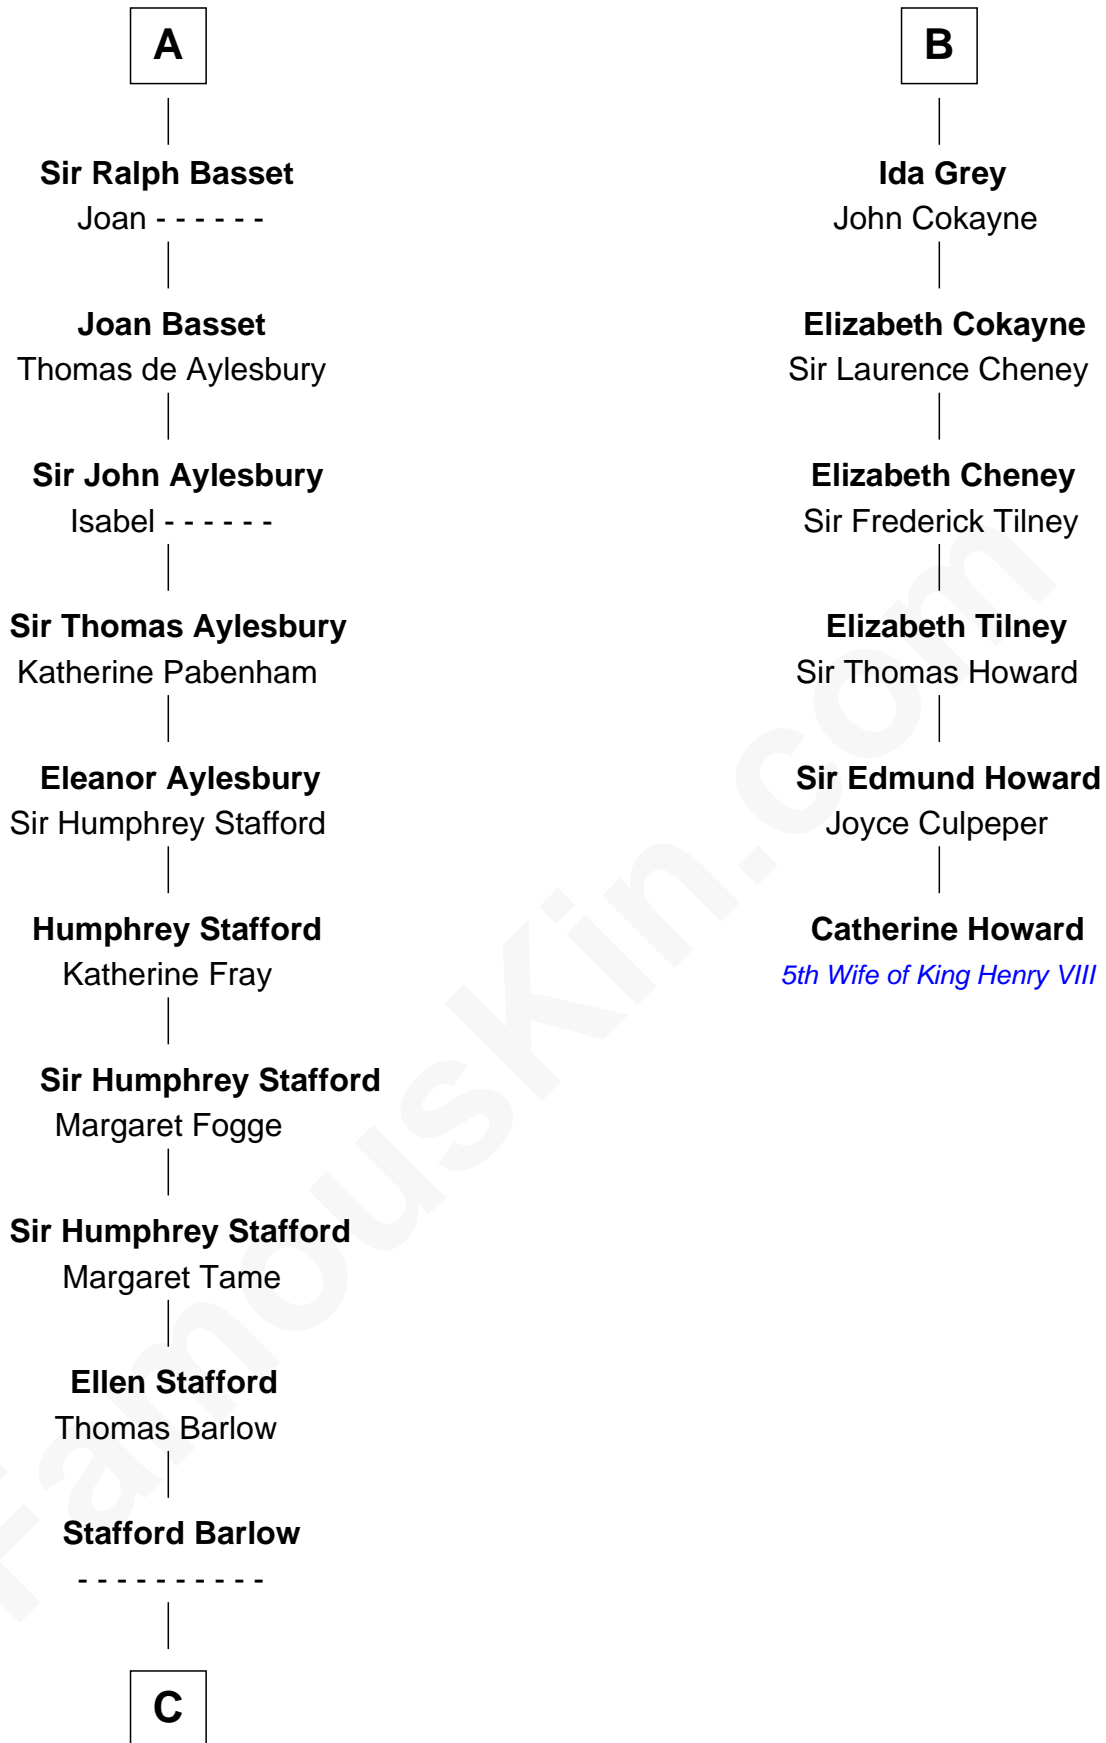 A
Sir Ralph Basset
Joan - - - - - -
Joan Basset
Thomas de Aylesbury
Sir John Aylesbury
Isabel - - - - - -
Sir Thomas Aylesbury
Katherine Pabenham
Eleanor Aylesbury
Sir Humphrey Stafford
Humphrey Stafford
Katherine Fray
Sir Humphrey Stafford
Margaret Fogge
Sir Humphrey Stafford
Margaret Tame
Ellen Stafford
Thomas Barlow
Stafford Barlow
- - - - - - - - - -
C
B
Ida Grey
John Cokayne
Elizabeth Cokayne
Sir Laurence Cheney
Elizabeth Cheney
Sir Frederick Tilney
Elizabeth Tilney
Sir Thomas Howard
Sir Edmund Howard
Joyce Culpeper
Catherine Howard
5th Wife of King Henry VIII
FamousKin.com